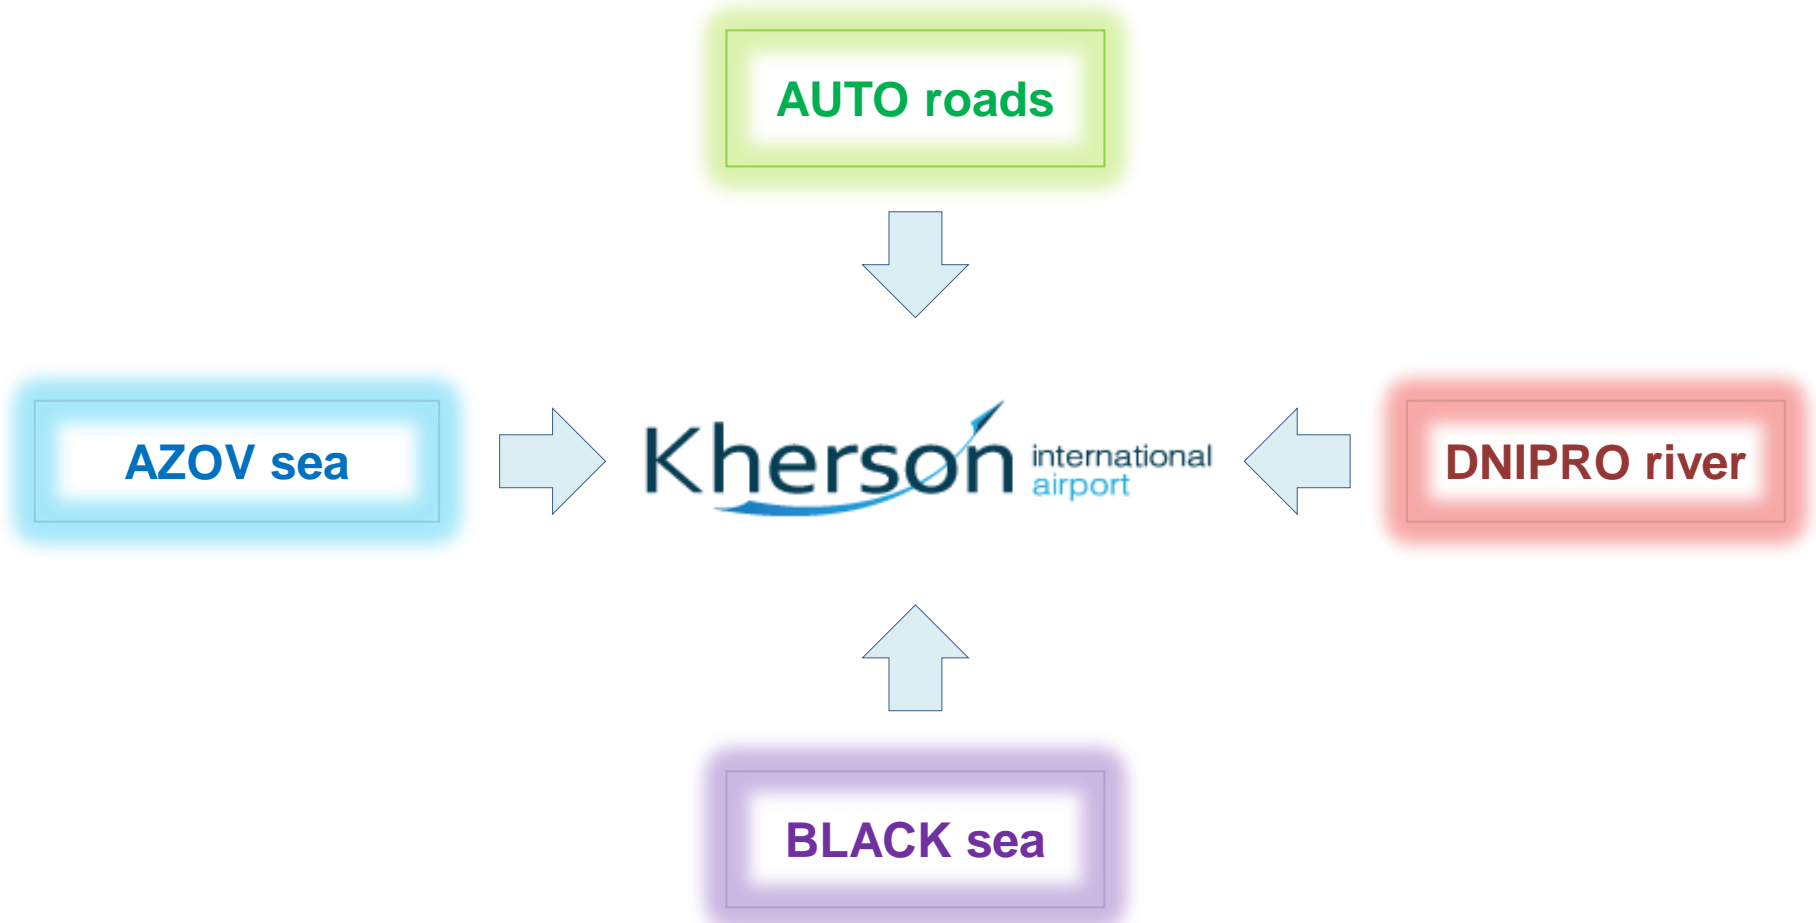 AUTO roads
AZOV sea
Kherson international
airport
DNIPRO river
BLACK sea